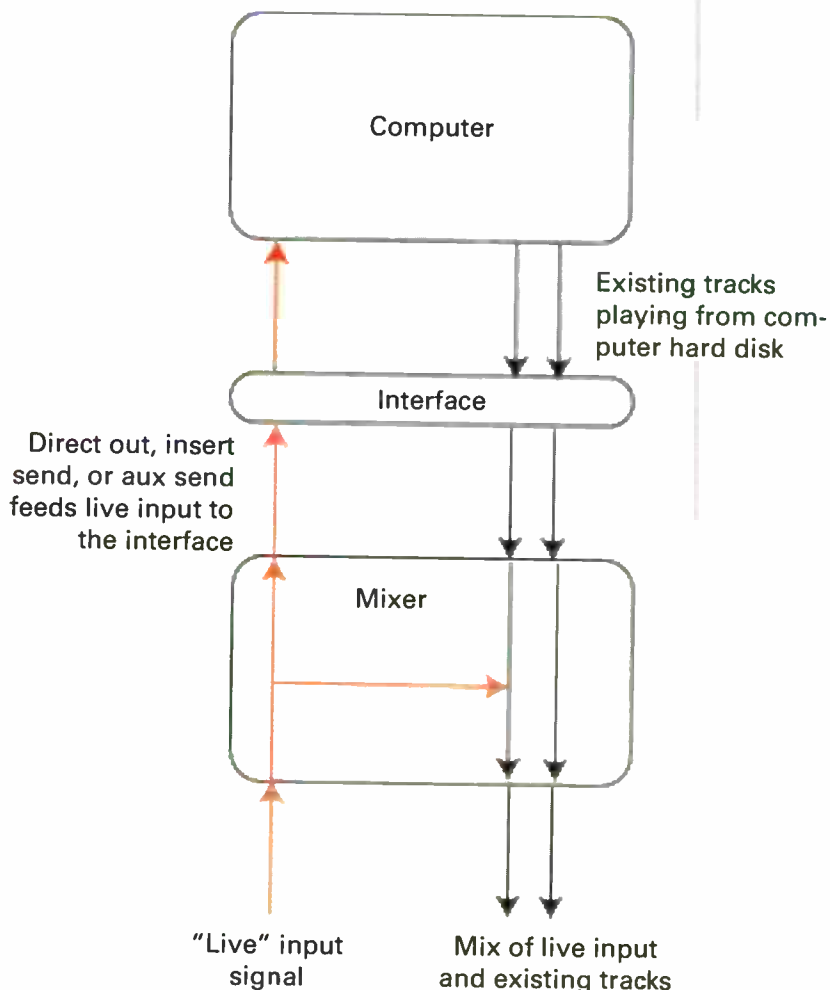 Computer
Existing tracks
playing from com-
puter hard disk
Interface
Direct out, insert
send, or aux send
feeds live input to
the interface
Mixer
"Live" input
signal
Mix of live input
and existing tracks